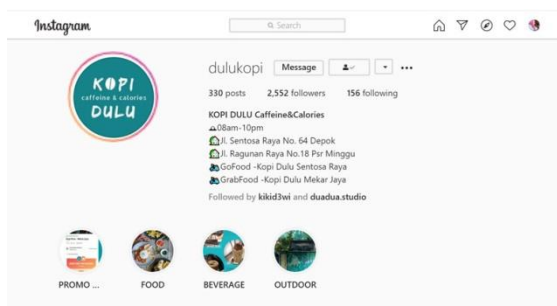 Instagram
Search
KOPI
caffeine & calories
DULU
dulukopi Message
330 posts 2,552 followers 156 following
KOPI DULU Caffeine&Calories
08am-10pm
Jl. Sentosa Raya No. 64 Depok
Jl. Ragunan Raya No.18 Psr Minggu
GoFood -Kopi Dulu Sentosa Raya
GrabFood -Kopi Dulu Mekar Jaya
Followed by kikid3wi and duadua.studio
PROMO ... FOOD BEVERAGE OUTDOOR